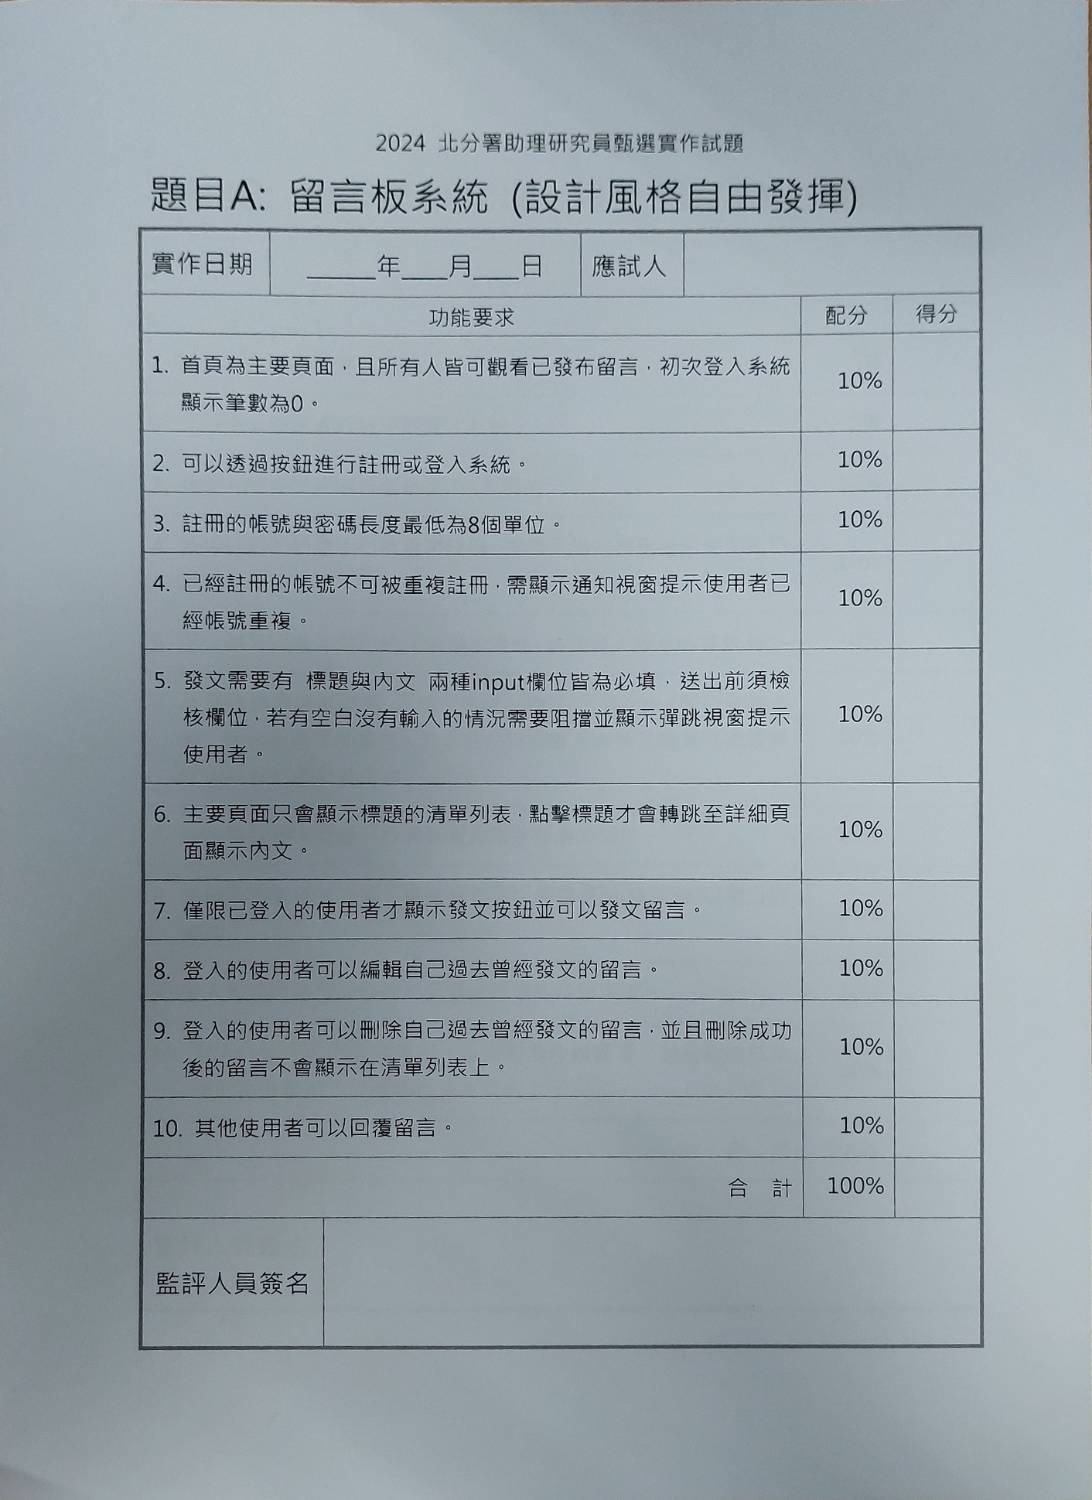 2024 北分署助理研究員甄選實作試題
題目A: 留言板系統 (設計風格自由發揮)
實作日期 ______年____月____日 應試人
功能要求 配分 得分
1. 首頁為主要頁面，且所有人皆可觀看已發布留言，初次登入系統
顯示筆數為0。
10%
2. 可以透過按鈕進行註冊或登入系統。 10%
3. 註冊的帳號與密碼長度最低為8個單位。 10%
4. 已經註冊的帳號不可被重複註冊，需顯示通知視窗提示使用者已
經帳號重複。
10%
5. 發文需要有 標題與內文 兩種input欄位皆為必填，送出前須檢
核欄位，若有空白沒有輸入的情況需要阻擋並顯示彈跳視窗提示
使用者。
10%
6. 主要頁面只會顯示標題的清單列表，點擊標題才會轉跳至詳細頁
面顯示內文。
10%
7. 僅限已登入的使用者才顯示發文按鈕並可以發文留言。 10%
8. 登入的使用者可以編輯自己過去曾經發文的留言。 10%
9. 登入的使用者可以刪除自己過去曾經發文的留言，並且刪除成功
後的留言不會顯示在清單列表上。
10%
10. 其他使用者可以回覆留言。 10%
合 計 100%
監評人員簽名